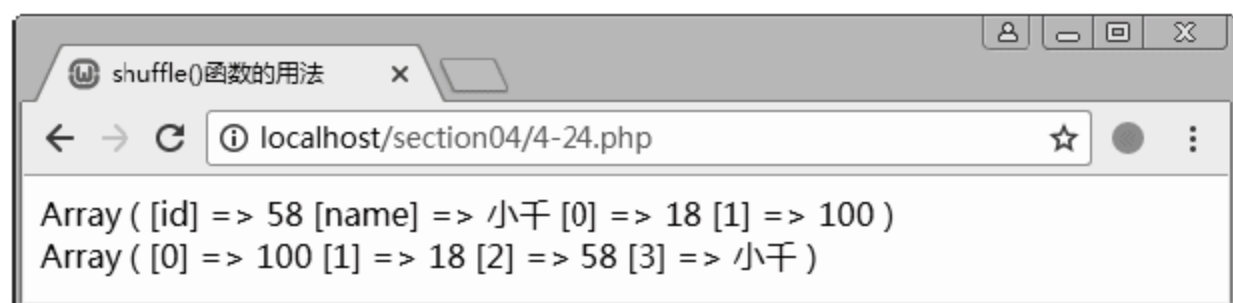 shuffle()函数的用法
localhost/section04/4-24.php
Array ( [id] => 58 [name] => 小千 [0] => 18 [1] => 100 )
Array ( [0] => 100 [1] => 18 [2] => 58 [3] => 小千 )